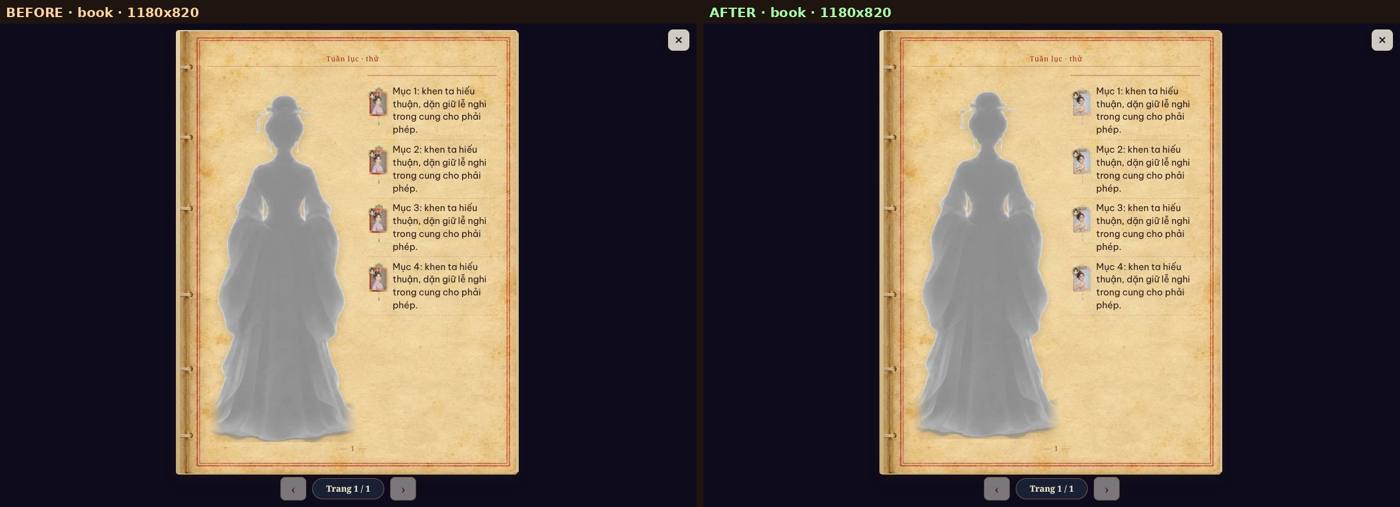 BEFORE · book · 1180x820
×
Tuần lục · thứ
Mục 1: khen ta hiếu
thuận, dặn giữ lễ nghi
trong cung cho phải
phép.
Mục 2: khen ta hiếu
thuận, dặn giữ lễ nghi
trong cung cho phải
phép.
Mục 3: khen ta hiếu
thuận, dặn giữ lễ nghi
trong cung cho phải
phép.
Mục 4: khen ta hiếu
thuận, dặn giữ lễ nghi
trong cung cho phải
phép.
— 1 —
‹ Trang 1 / 1 ›
AFTER · book · 1180x820
×
Tuần lục · thứ
Mục 1: khen ta hiếu
thuận, dặn giữ lễ nghi
trong cung cho phải
phép.
Mục 2: khen ta hiếu
thuận, dặn giữ lễ nghi
trong cung cho phải
phép.
Mục 3: khen ta hiếu
thuận, dặn giữ lễ nghi
trong cung cho phải
phép.
Mục 4: khen ta hiếu
thuận, dặn giữ lễ nghi
trong cung cho phải
phép.
— 1 —
‹ Trang 1 / 1 ›